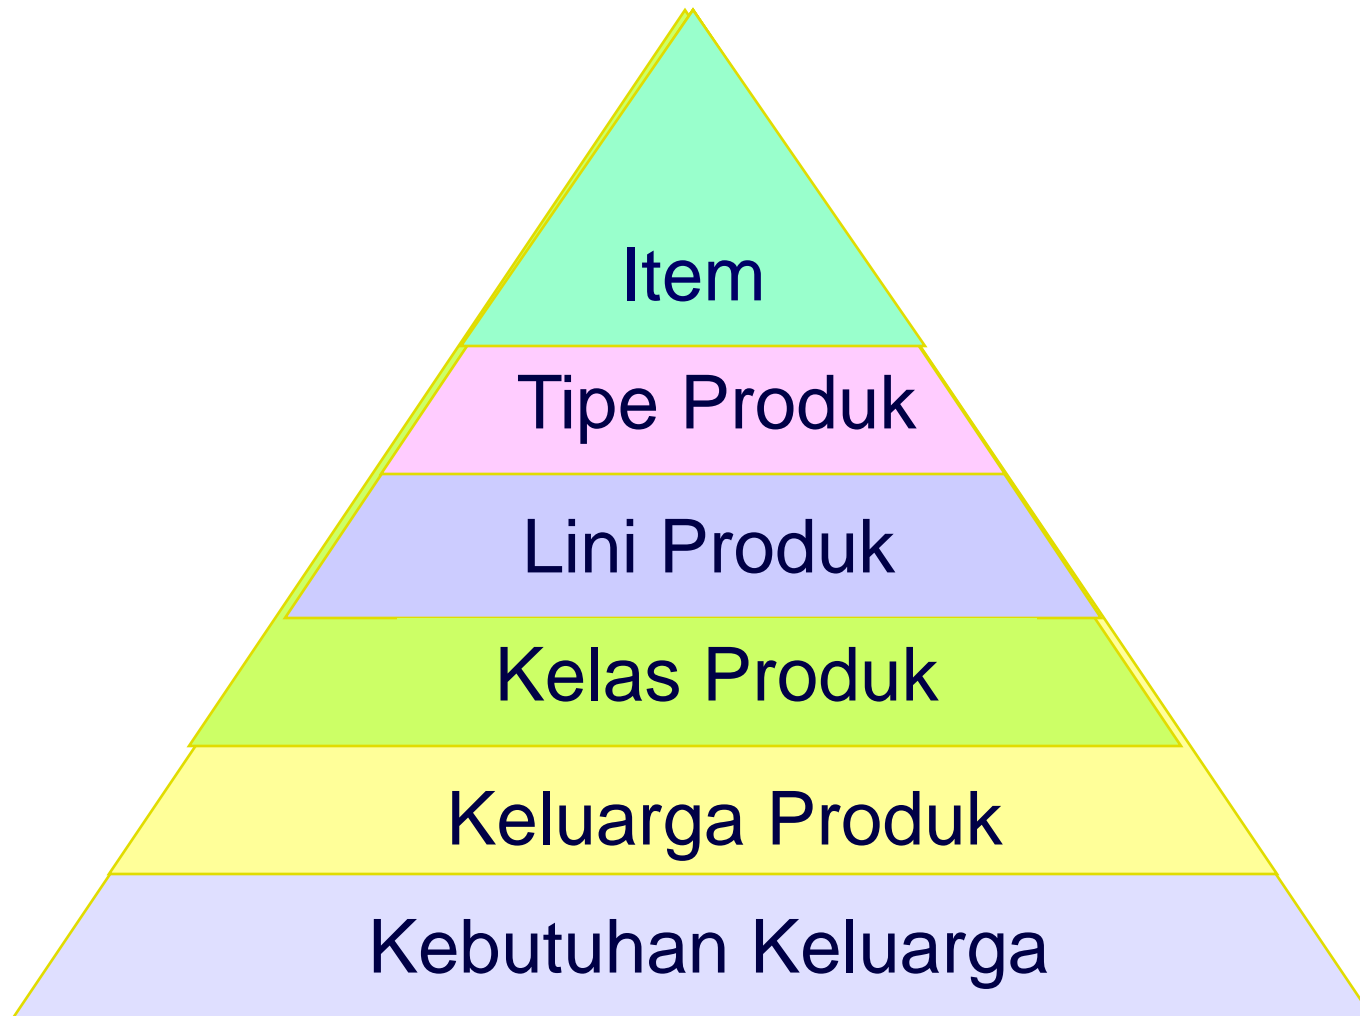 Item
Tipe Produk
Lini Produk
Kelas Produk
Keluarga Produk
Kebutuhan Keluarga